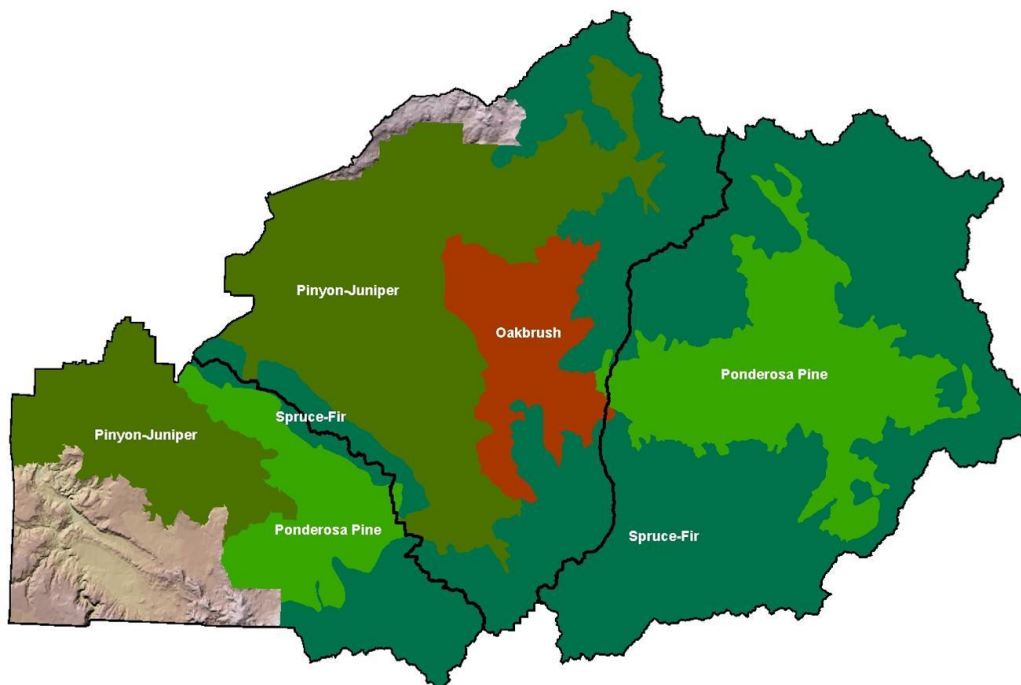 Pinyon-Juniper
Oakbrush
Ponderosa Pine
Spruce-Fir
Pinyon-Juniper
Ponderosa Pine
Spruce-Fir